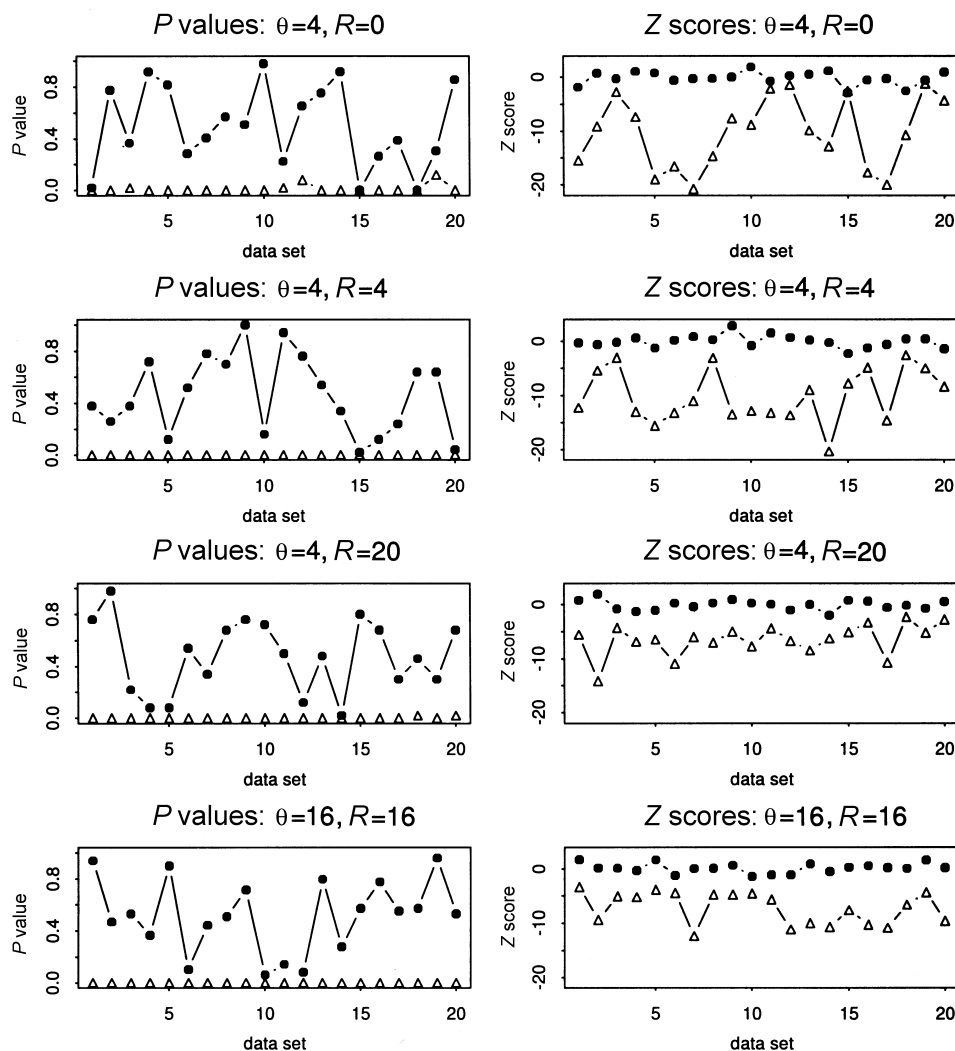 P values: θ=4, R=0
P value
0.0 0.4 0.8
5 10 15 20
data set
Z scores: θ=4, R=0
Z score
0 -10 -20
5 10 15 20
data set
P values: θ=4, R=4
P value
0.0 0.4 0.8
5 10 15 20
data set
Z scores: θ=4, R=4
Z score
0 -10 -20
5 10 15 20
data set
P values: θ=4, R=20
P value
0.0 0.4 0.8
5 10 15 20
data set
Z scores: θ=4, R=20
Z score
0 -10 -20
5 10 15 20
data set
P values: θ=16, R=16
P value
0.0 0.4 0.8
5 10 15 20
data set
Z scores: θ=16, R=16
Z score
0 -10 -20
5 10 15 20
data set